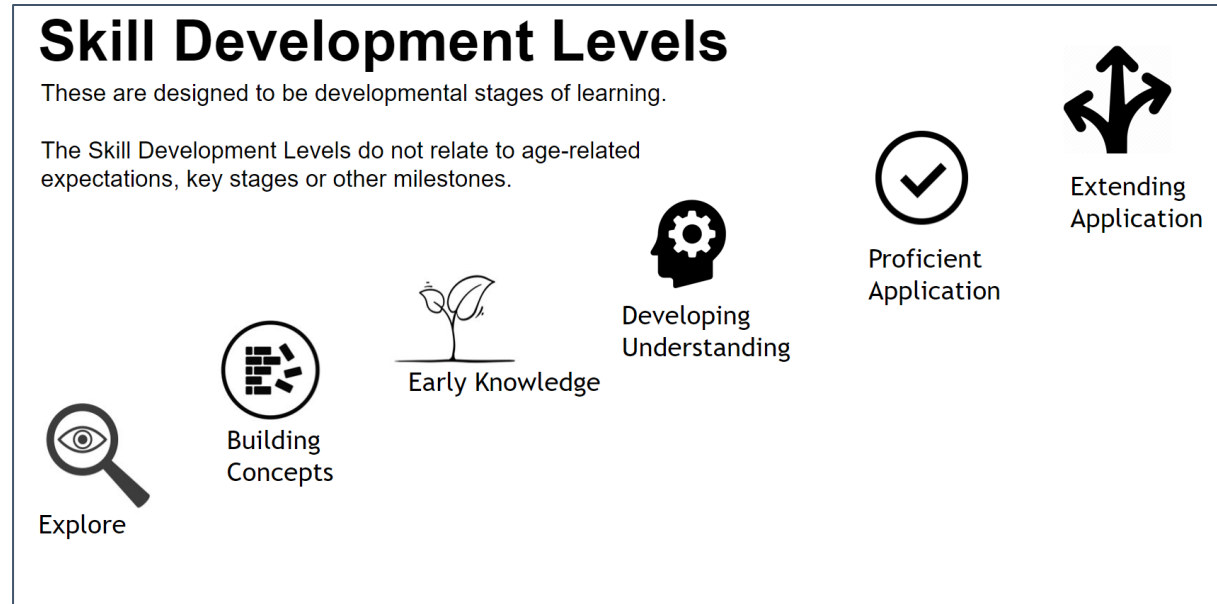 Skill Development Levels
These are designed to be developmental stages of learning.
The Skill Development Levels do not relate to age-related
expectations, key stages or other milestones.
Explore
Building
Concepts
Early Knowledge
Developing
Understanding
Proficient
Application
Extending
Application